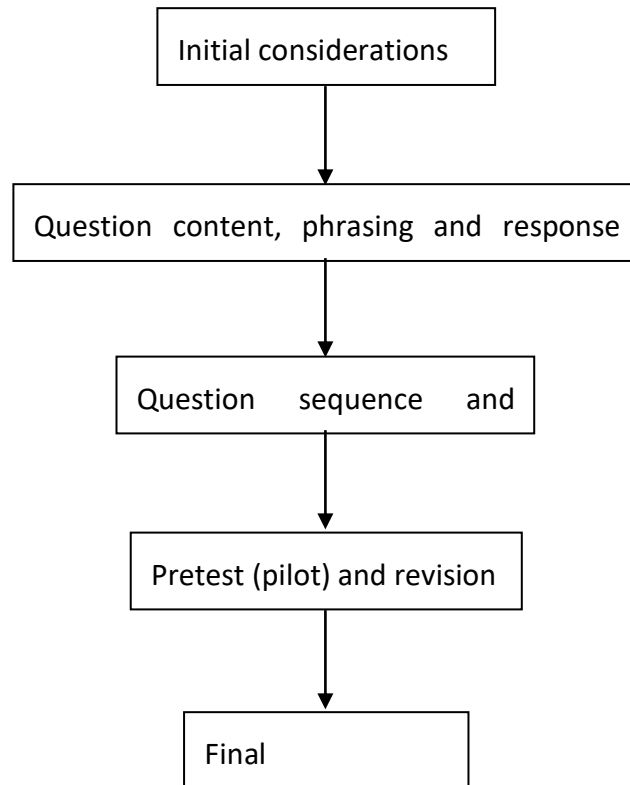 Initial considerations
Question content, phrasing and response
Question sequence and
Pretest (pilot) and revision
Final